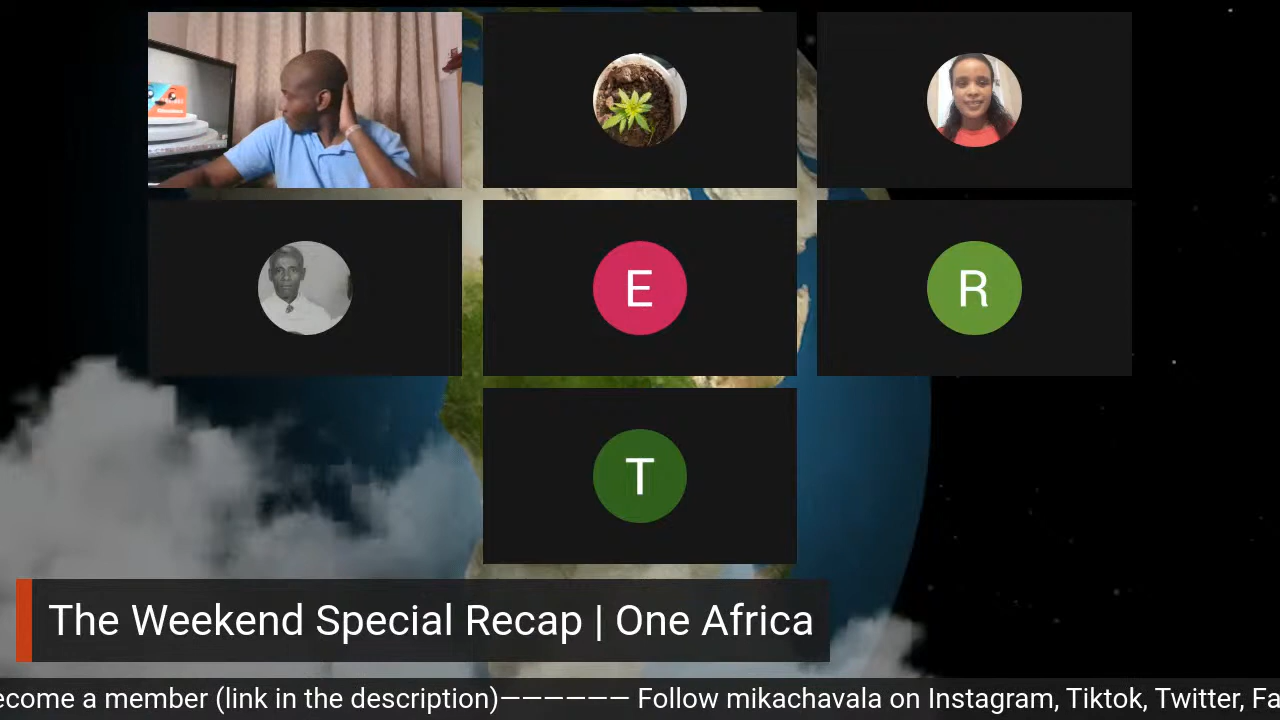 E
R
T
The Weekend Special Recap | One Africa
ecome a member (link in the description)—————— Follow mikachavala on Instagram, Tiktok, Twitter, Fa